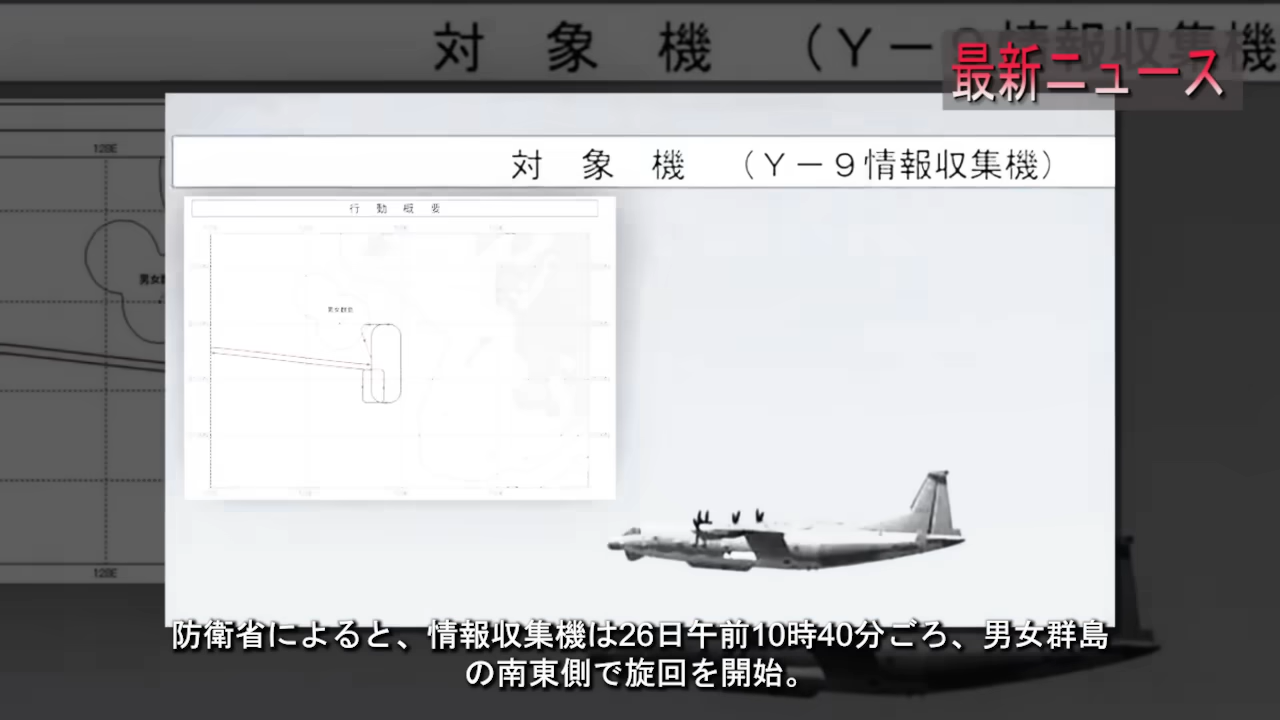 対 象 機 （Ｙ－９情報収集機
最新ニュース
対 象 機 （Ｙ－９情報収集機）
行 動 概 要
128E
男女群島
128E
防衛省によると、情報収集機は26日午前10時40分ごろ、男女群島
の南東側で旋回を開始。